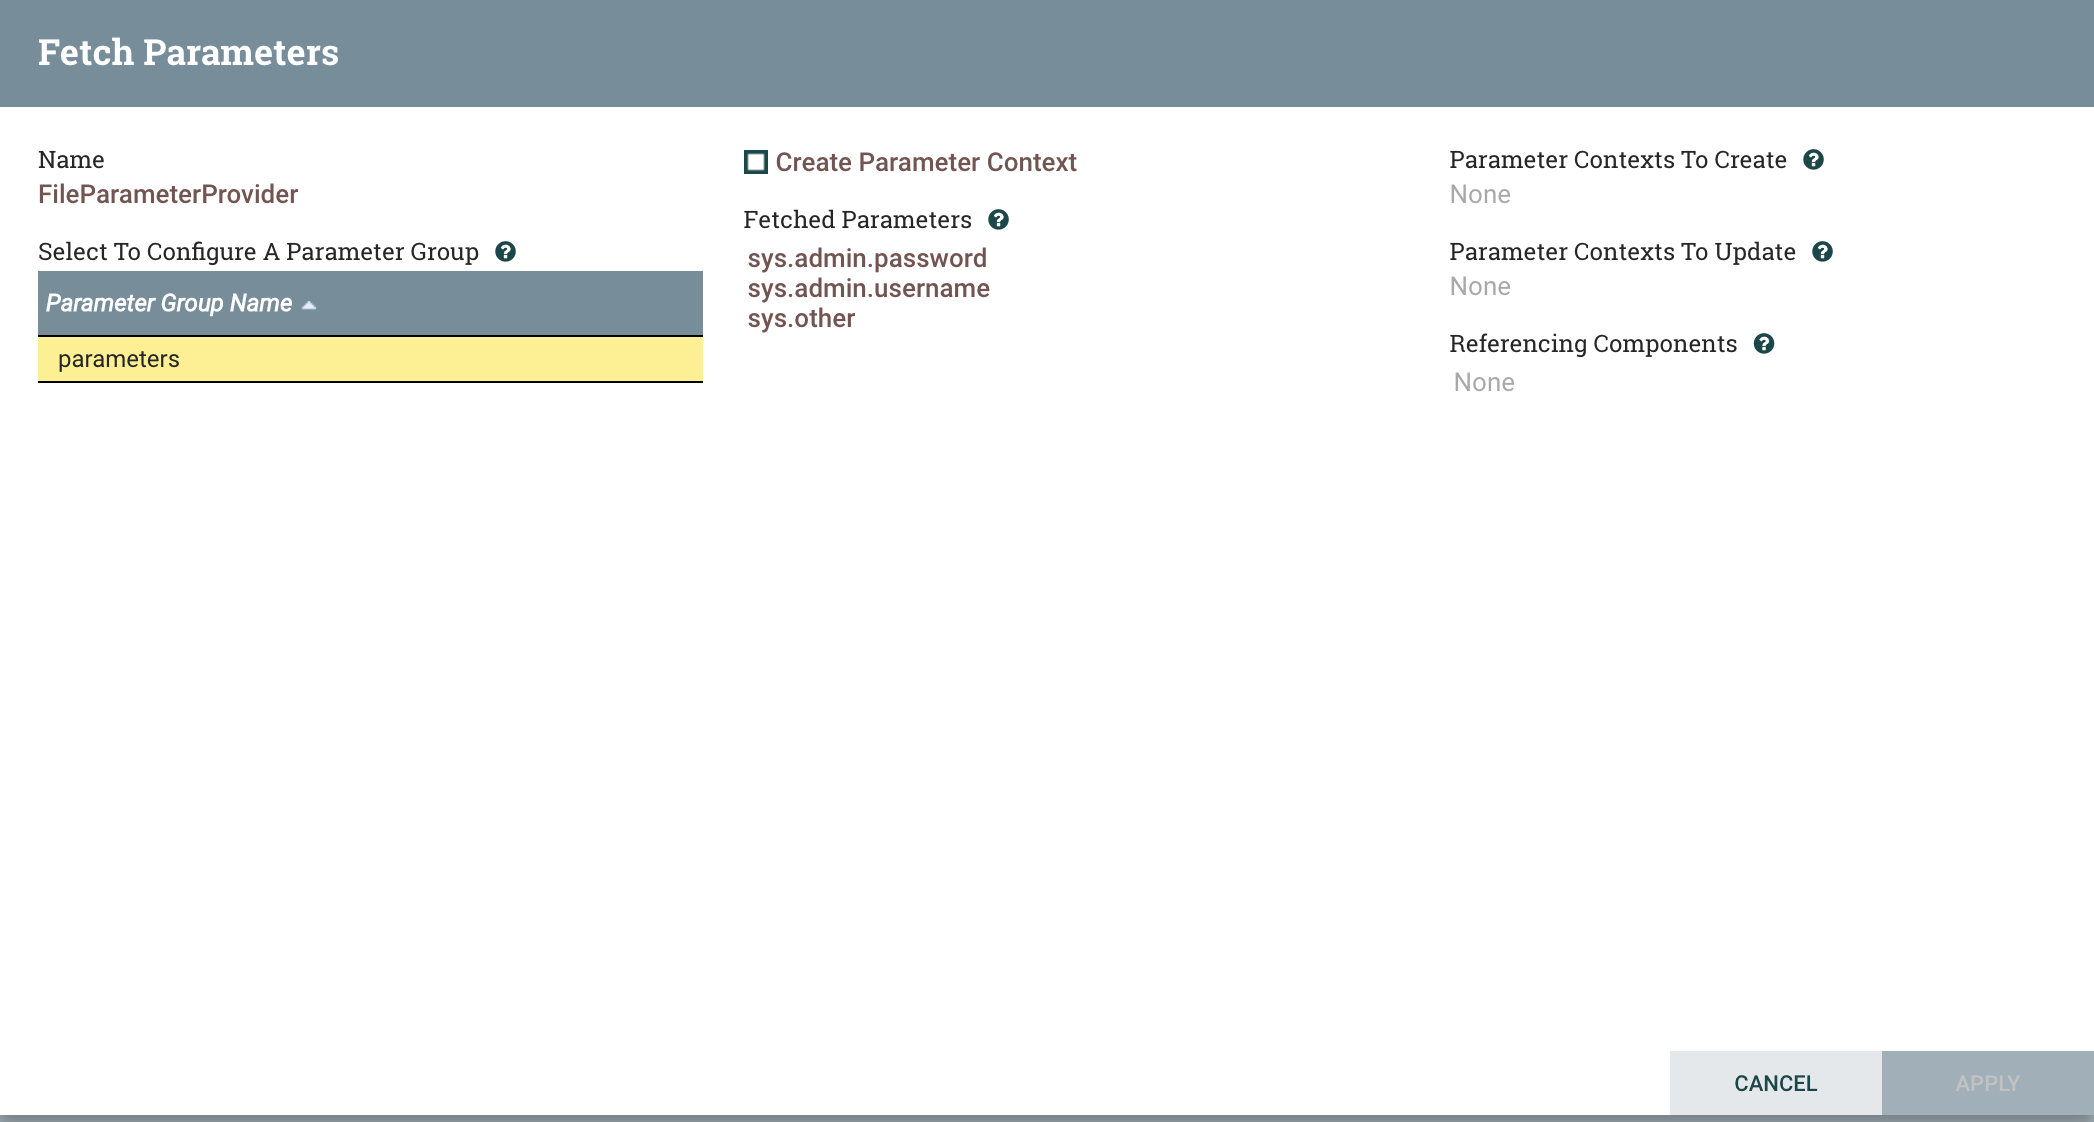 Fetch Parameters
Name
FileParameterProvider
Select To Configure A Parameter Group
Parameter Group Name
parameters
Create Parameter Context
Fetched Parameters
sys.admin.password
sys.admin.username
sys.other
Parameter Contexts To Create
None
Parameter Contexts To Update
None
Referencing Components
None
CANCEL
APPLY